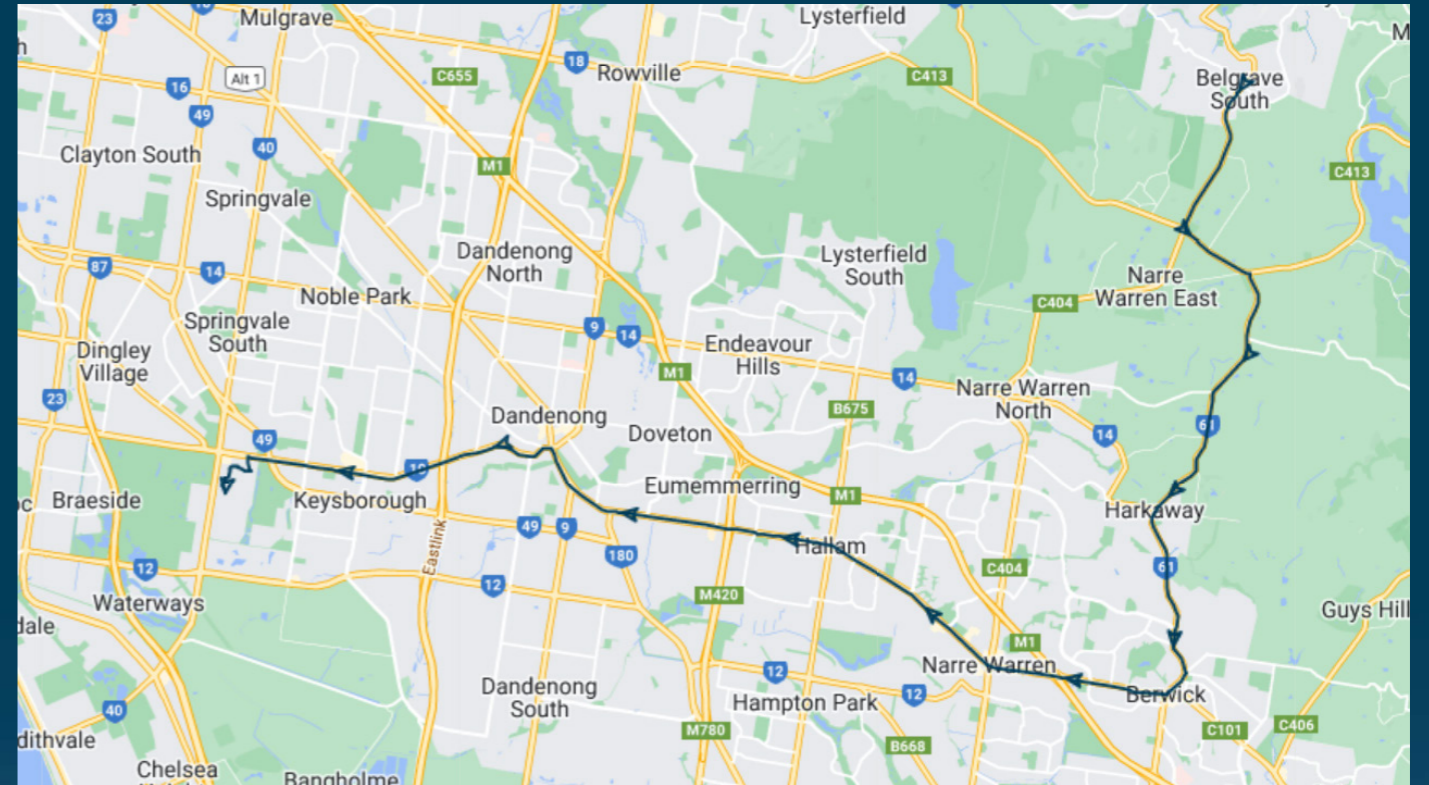 23
Mulgrave
Lysterfield
M
18
Rowville
C655
C413
Belgrave
South
Alt 1
16
49
40
Clayton South
M1
C413
Springvale
Dandenong
North
Lysterfield
South
87
14
Noble Park
Narre
Warren East
C404
Springvale
South
9
14
Endeavour
Hills
Dingley
Village
M1
14
Narre Warren
North
23
B675
Dandenong
61
Doveton
14
49
10
Eumemmerring
M1
Braeside
Keysborough
Harkaway
49
9
Eastlink
180
Hallam
12
12
C404
61
M420
Waterways
Guys Hill
dale
M1
12
Narre Warren
12
Berwick
Dandenong
South
Hampton Park
40
M780
B668
C101
C406
dithvale
Chelsea
Bangholme